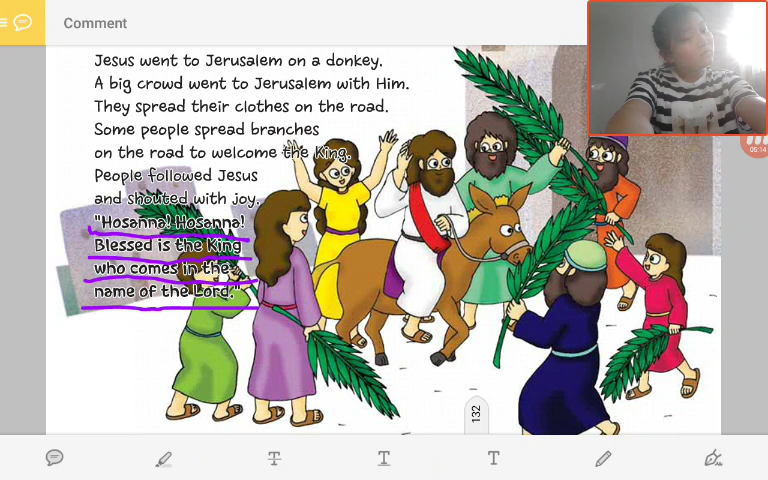 Comment
Jesus went to Jerusalem on a donkey.
A big crowd went to Jerusalem with Him.
They spread their clothes on the road.
Some people spread branches
on the road to welcome the King.
People followed Jesus
and shouted with joy.
"Hosanna! Hosanna!
Blessed is the King
who comes in the
name of the Lord."
132
05:14
T
T
T